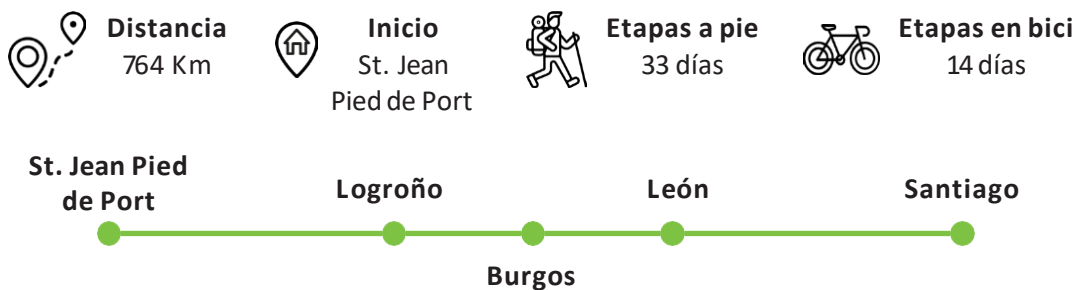 Distancia
764 Km
Inicio
St. Jean
Pied de Port
Etapas a pie
33 días
Etapas en bici
14 días
St. Jean Pied
de Port
Logroño
Burgos
León
Santiago